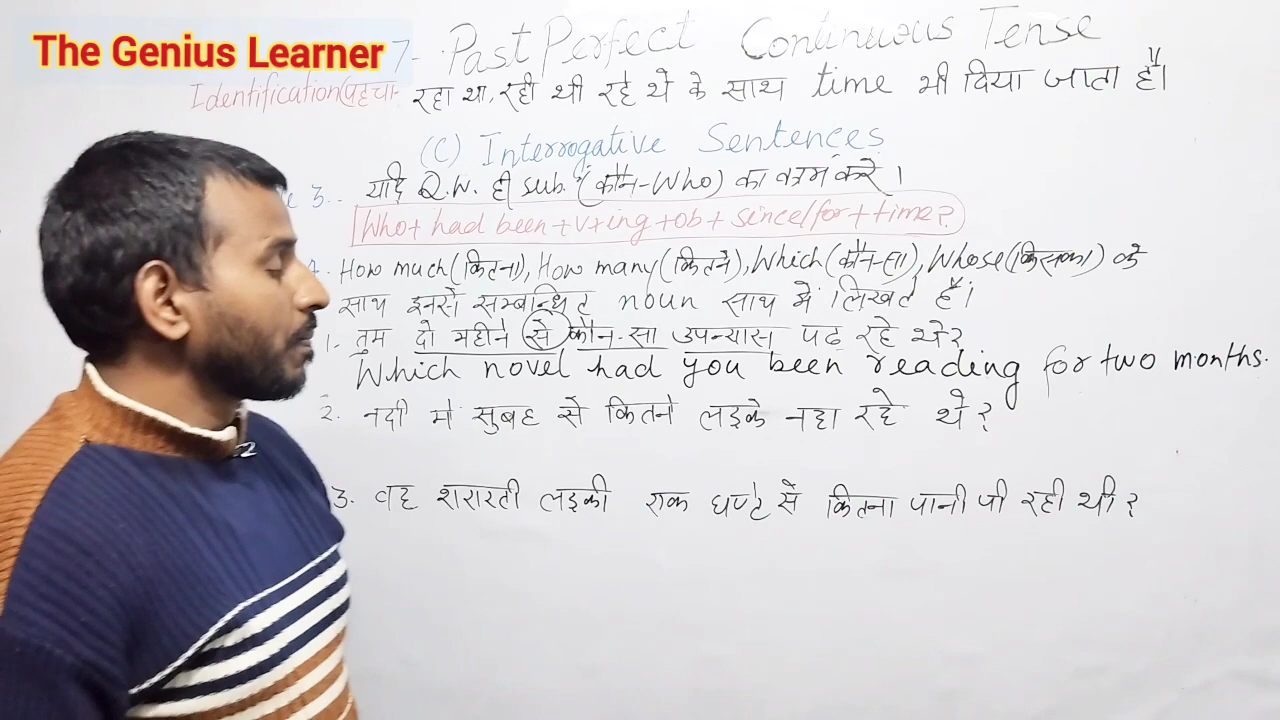 The Genius Learner
7- Past Perfect Continuous Tense
Identification(पहचा- रहा था, रही थी रहे थे के साथ time भी दिया जाता है।
(C) Interrogative Sentences
3.- यदि Q.W. ही sub. (कौन-Who) का काम करे।
Who+ had been +v+ing +ob + since/for + time?
How much(कितना), How many(कितने), Which(कौन-सा), Whose(किसका) के
साथ इनसे सम्बन्धित noun साथ में लिखते हैं।
1- तुम दो महीने से कौन-सा उपन्यास पढ़ रहे थे?
Which novel had you been reading for two months.
2. नदी में सुबह से कितने लड़के नहा रहे थे?
3. वह शरारती लड़की एक घण्टे से कितना पानी पी रही थी?